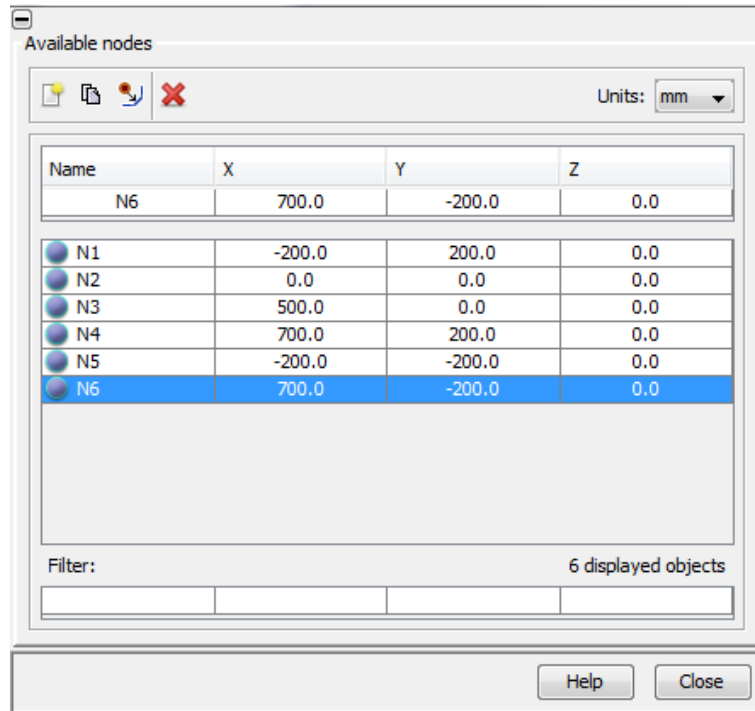 Available nodes
Units: mm
Name X Y Z
N6 700.0 -200.0 0.0
N1 -200.0 200.0 0.0
N2 0.0 0.0 0.0
N3 500.0 0.0 0.0
N4 700.0 200.0 0.0
N5 -200.0 -200.0 0.0
N6 700.0 -200.0 0.0
Filter: 6 displayed objects
Help Close